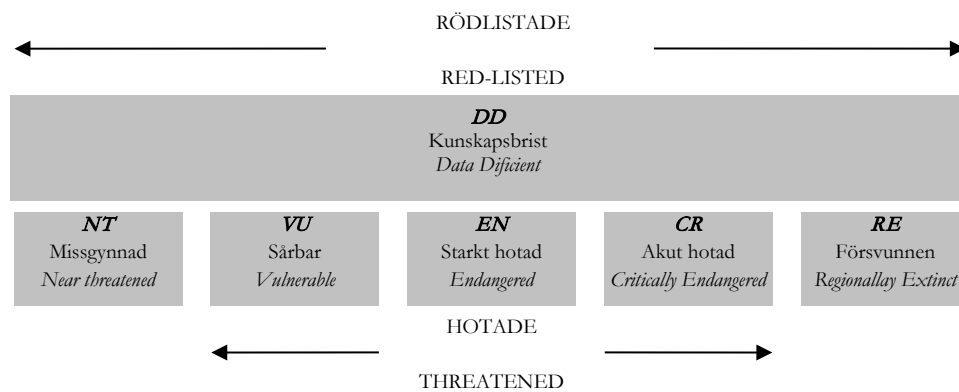 RÖDLISTADE
RED-LISTED
DD
Kunskapsbrist
Data Dificient
NT
Missgynnad
Near threatened
VU
Sårbar
Vulnerable
EN
Starkt hotad
Endangered
CR
Akut hotad
Critically Endangered
RE
Försvunnen
Regionallay Extinct
HOTADE
THREATENED